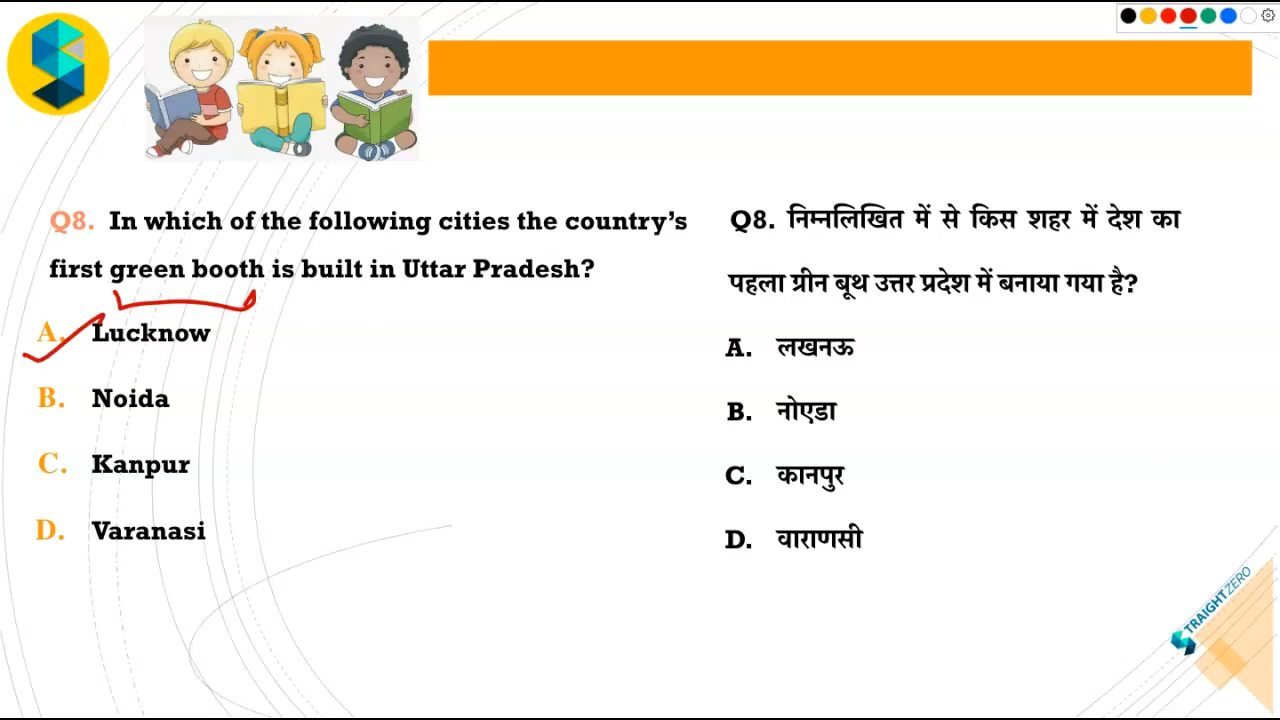 Q8. In which of the following cities the country's
first green booth is built in Uttar Pradesh?
A. Lucknow
B. Noida
C. Kanpur
D. Varanasi
Q8. निम्नलिखित में से किस शहर में देश का
पहला ग्रीन बूथ उत्तर प्रदेश में बनाया गया है?
A. लखनऊ
B. नोएडा
C. कानपुर
D. वाराणसी
STRAIGHTZERO